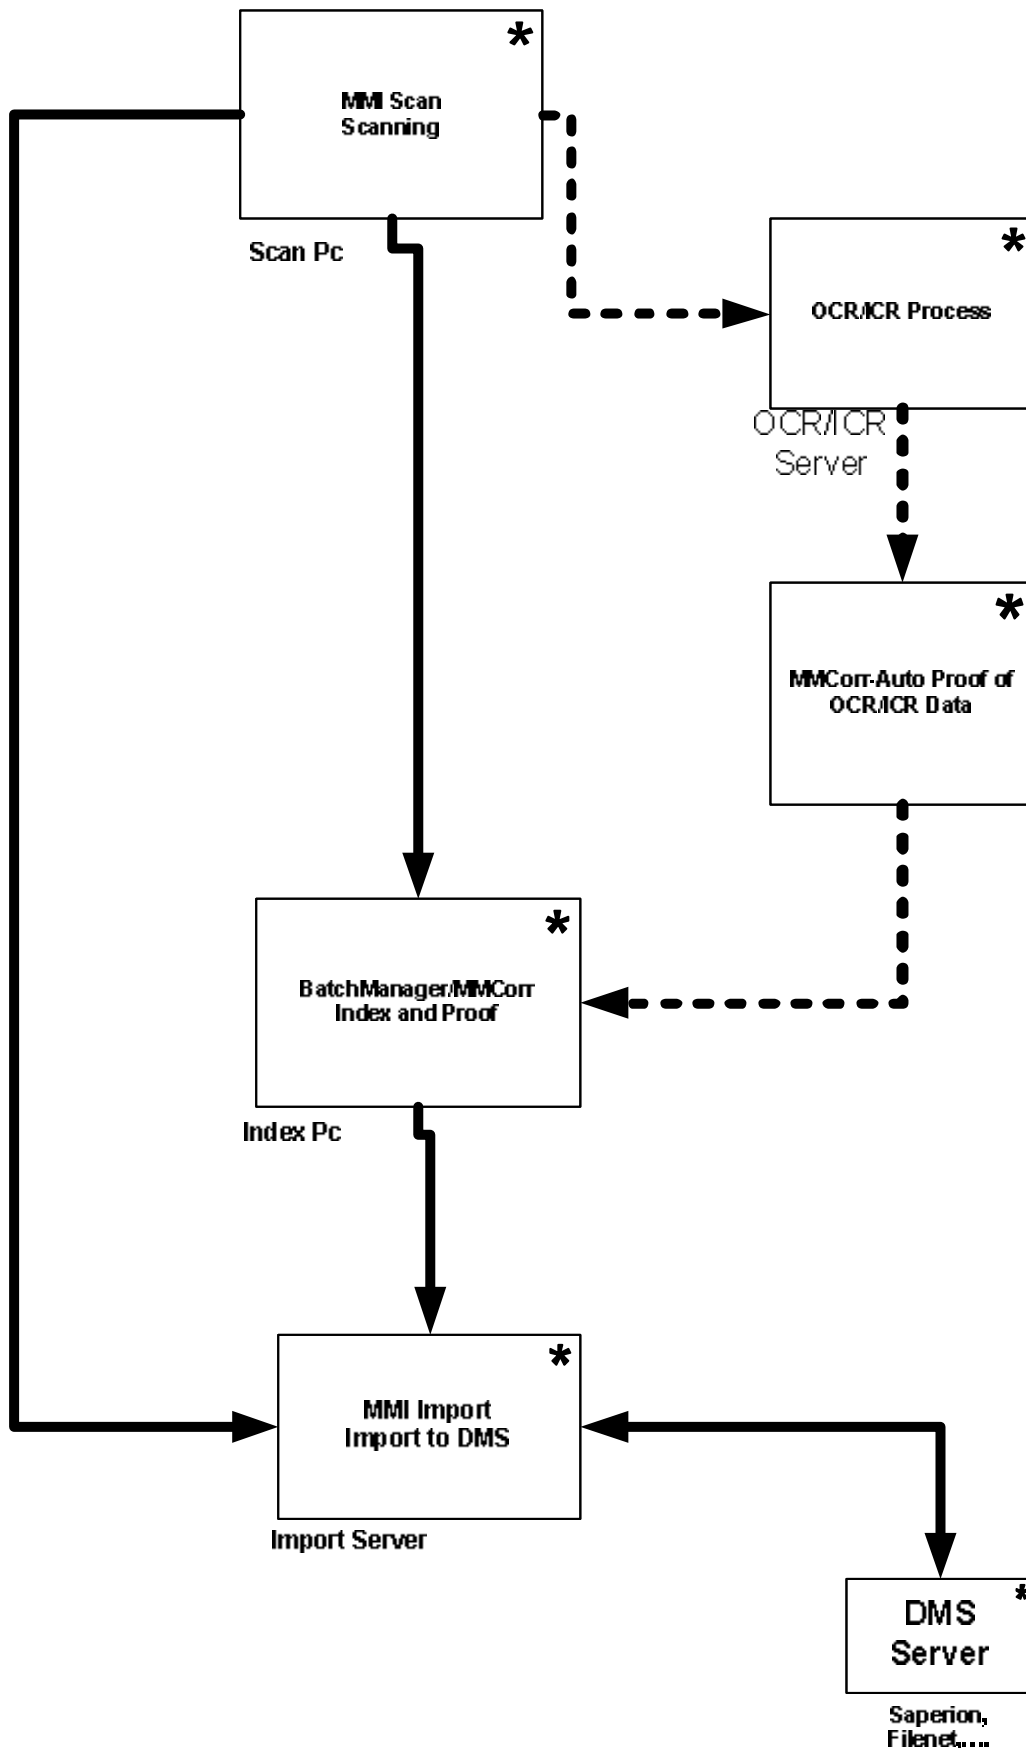 *
MMI Scan
Scanning
Scan Pc
*
OCR/ICR Process
OCR/ICR
Server
*
MMCorr-Auto Proof of
OCR/ICR Data
*
BatchManager/MMCorr
Index and Proof
Index Pc
*
MMI Import
Import to DMS
Import Server
*
DMS
Server
Saperion,
Filenet,....